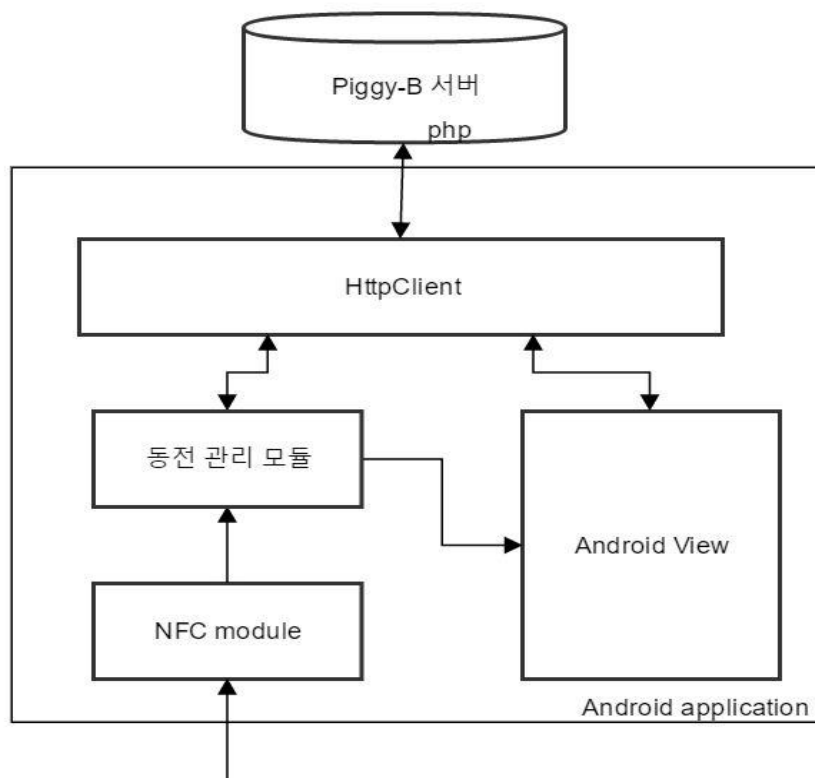 Piggy-B 서버
php
HttpClient
동전 관리 모듈
Android View
NFC module
Android application